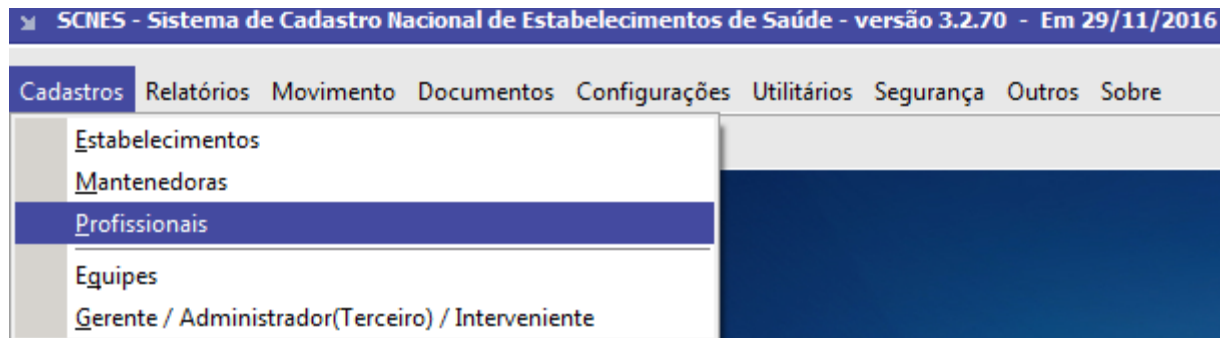 SCNES - Sistema de Cadastro Nacional de Estabelecimentos de Saúde - versão 3.2.70 - Em 29/11/2016
Cadastros Relatórios Movimento Documentos Configurações Utilitários Segurança Outros Sobre
Estabelecimentos
Mantenedoras
Profissionais
Equipes
Gerente / Administrador(Terceiro) / Interveniente